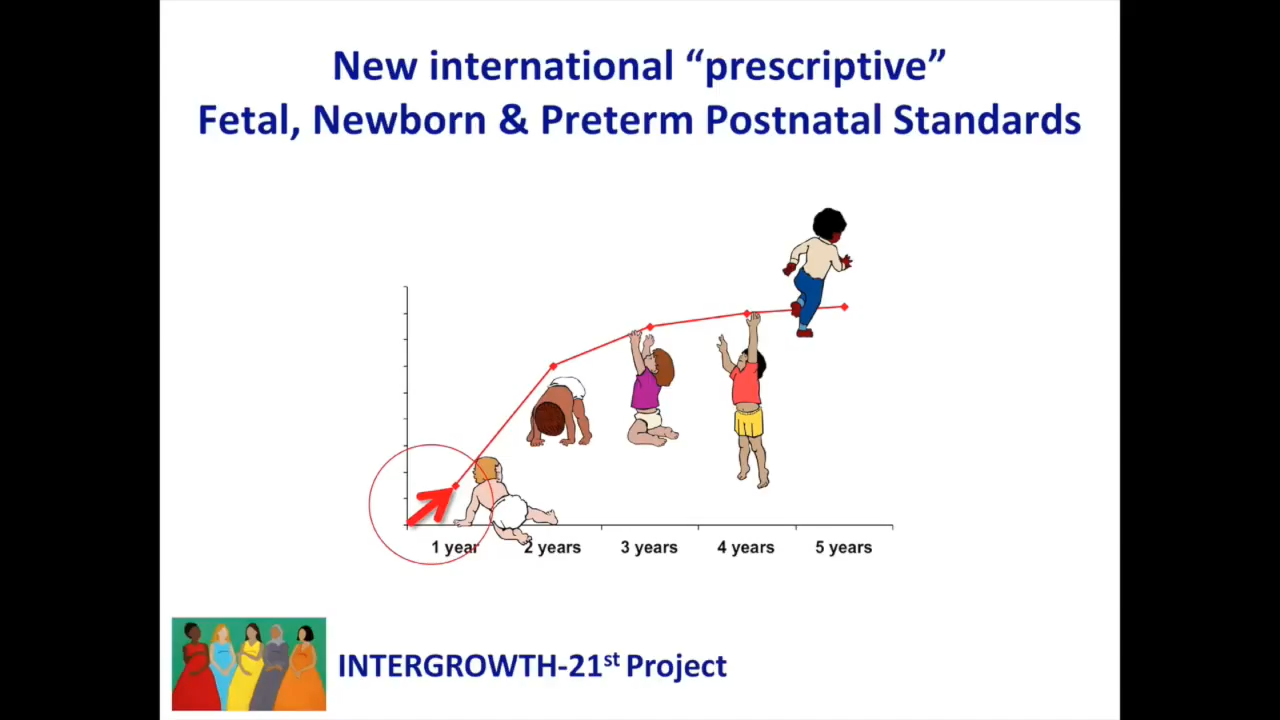 New international “prescriptive”
Fetal, Newborn & Preterm Postnatal Standards
1 year 2 years 3 years 4 years 5 years
INTERGROWTH-21st Project